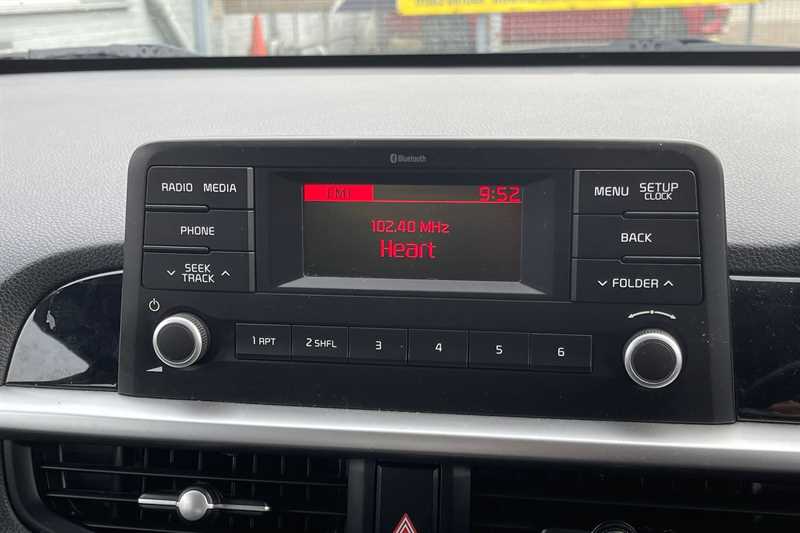 Bluetooth
RADIO MEDIA
PHONE
SEEK
TRACK
FM1 9:52
102.40 MHz
Heart
MENU SETUP
CLOCK
BACK
FOLDER
1 RPT 2 SHFL 3 4 5 6